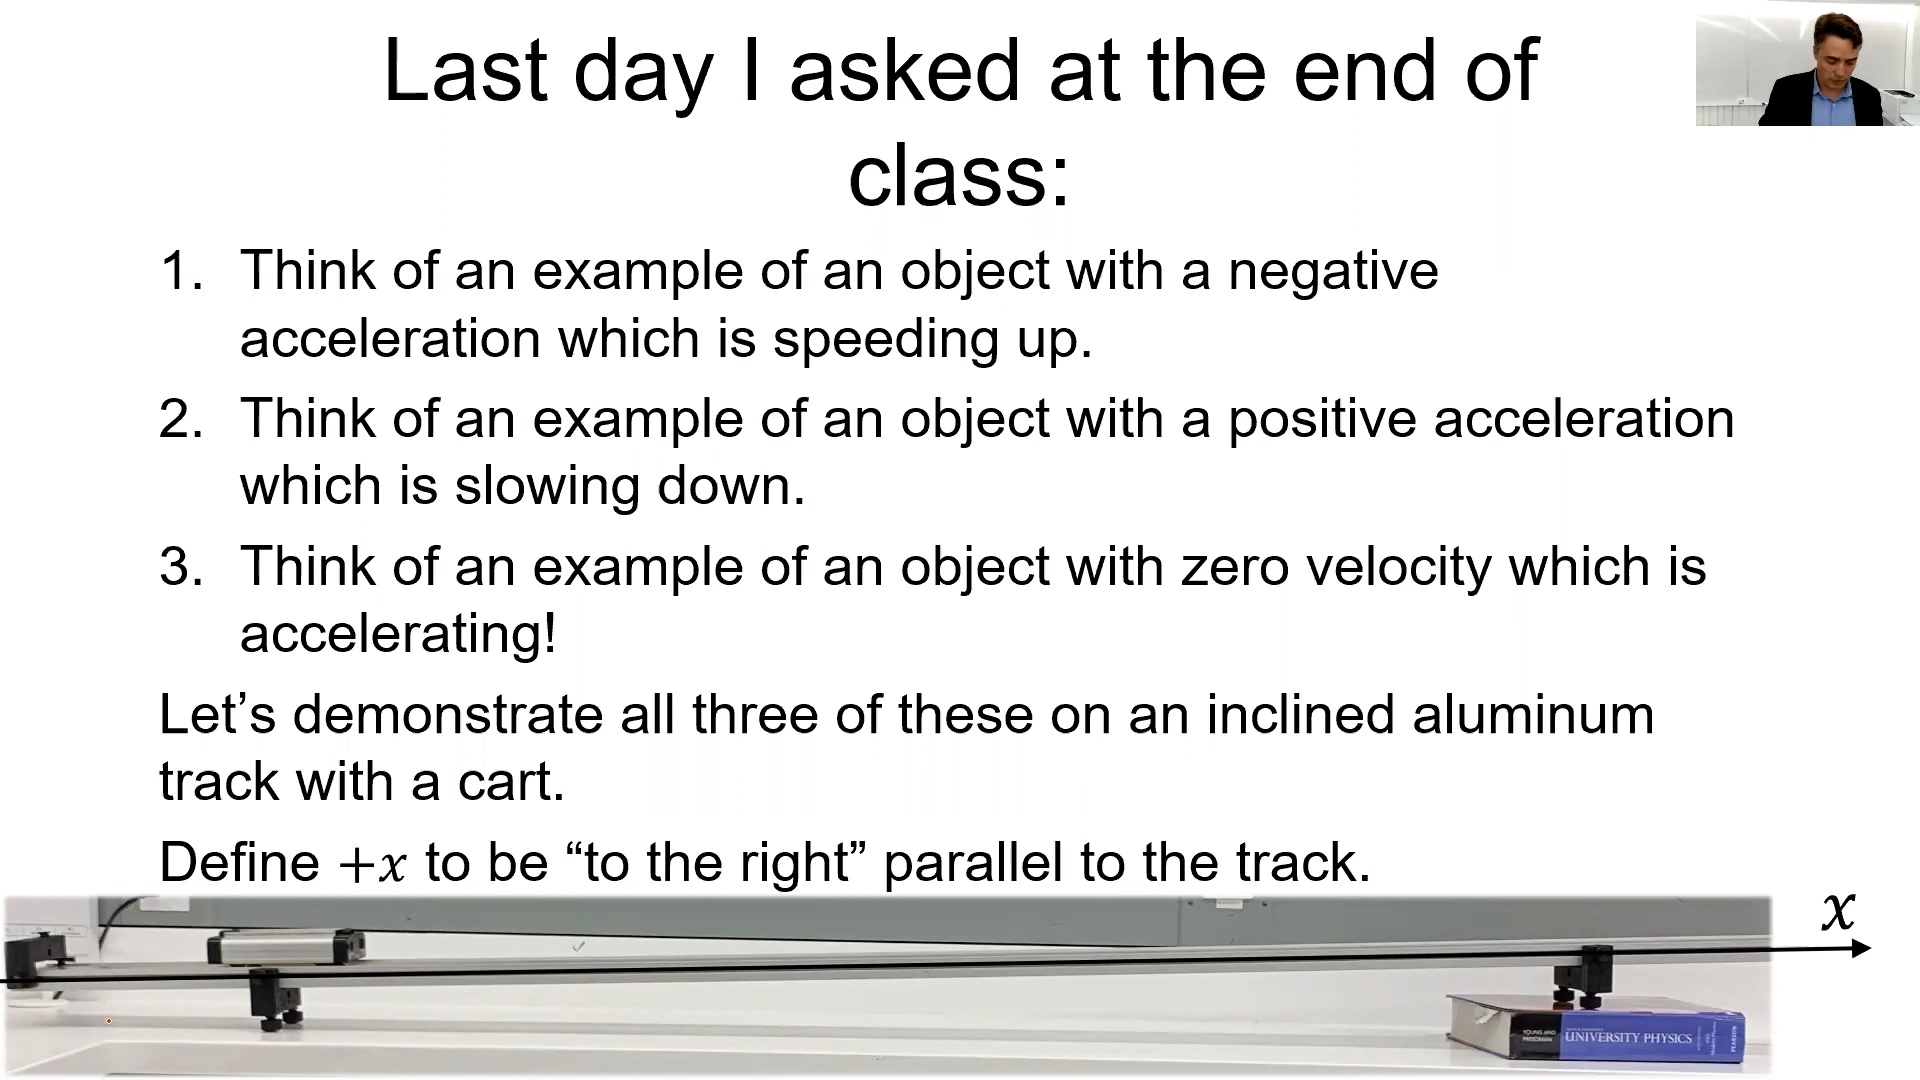 Last day I asked at the end of
class:
1. Think of an example of an object with a negative
acceleration which is speeding up.
2. Think of an example of an object with a positive acceleration
which is slowing down.
3. Think of an example of an object with zero velocity which is
accelerating!
Let’s demonstrate all three of these on an inclined aluminum
track with a cart.
Define +x to be “to the right” parallel to the track.
x
YOUNG AND
FREEDMAN
UNIVERSITY PHYSICS
PEARSON